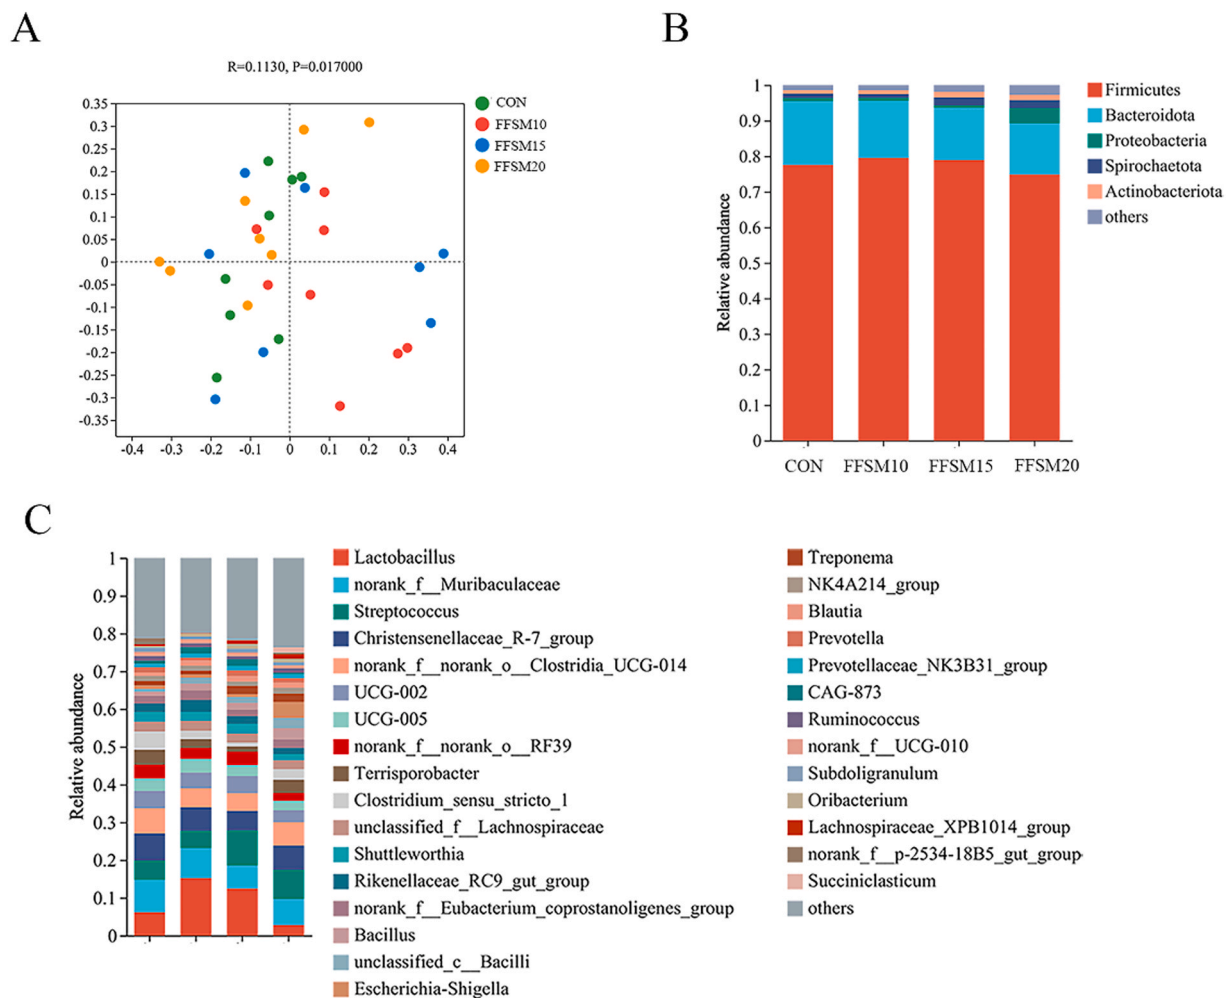 A
R=0.1130, P=0.017000
0.35
0.3
0.25
0.2
0.15
0.1
0.05
0
-0.05
-0.1
-0.15
-0.2
-0.25
-0.3
-0.35
-0.4 -0.3 -0.2 -0.1 0 0.1 0.2 0.3 0.4
CON
FFSM10
FFSM15
FFSM20
B
Relative abundance
1
0.9
0.8
0.7
0.6
0.5
0.4
0.3
0.2
0.1
0
CON FFSM10 FFSM15 FFSM20
Firmicutes
Bacteroidota
Proteobacteria
Spirochaetota
Actinobacteriota
others
C
Relative abundance
1
0.9
0.8
0.7
0.6
0.5
0.4
0.3
0.2
0.1
0
Lactobacillus
norank_f__Muribaculaceae
Streptococcus
Christensenellaceae_R-7_group
norank_f__norank_o__Clostridia_UCG-014
UCG-002
UCG-005
norank_f__norank_o__RF39
Terrisporobacter
Clostridium_sensu_stricto_1
unclassified_f__Lachnospiraceae
Shuttleworthia
Rikenellaceae_RC9_gut_group
norank_f__Eubacterium_coprostanoligenes_group
Bacillus
unclassified_c__Bacilli
Escherichia-Shigella
Treponema
NK4A214_group
Blautia
Prevotella
Prevotellaceae_NK3B31_group
CAG-873
Ruminococcus
norank_f__UCG-010
Subdoligranulum
Oribacterium
Lachnospiraceae_XPB1014_group
norank_f__p-2534-18B5_gut_group
Succiniclasticum
others